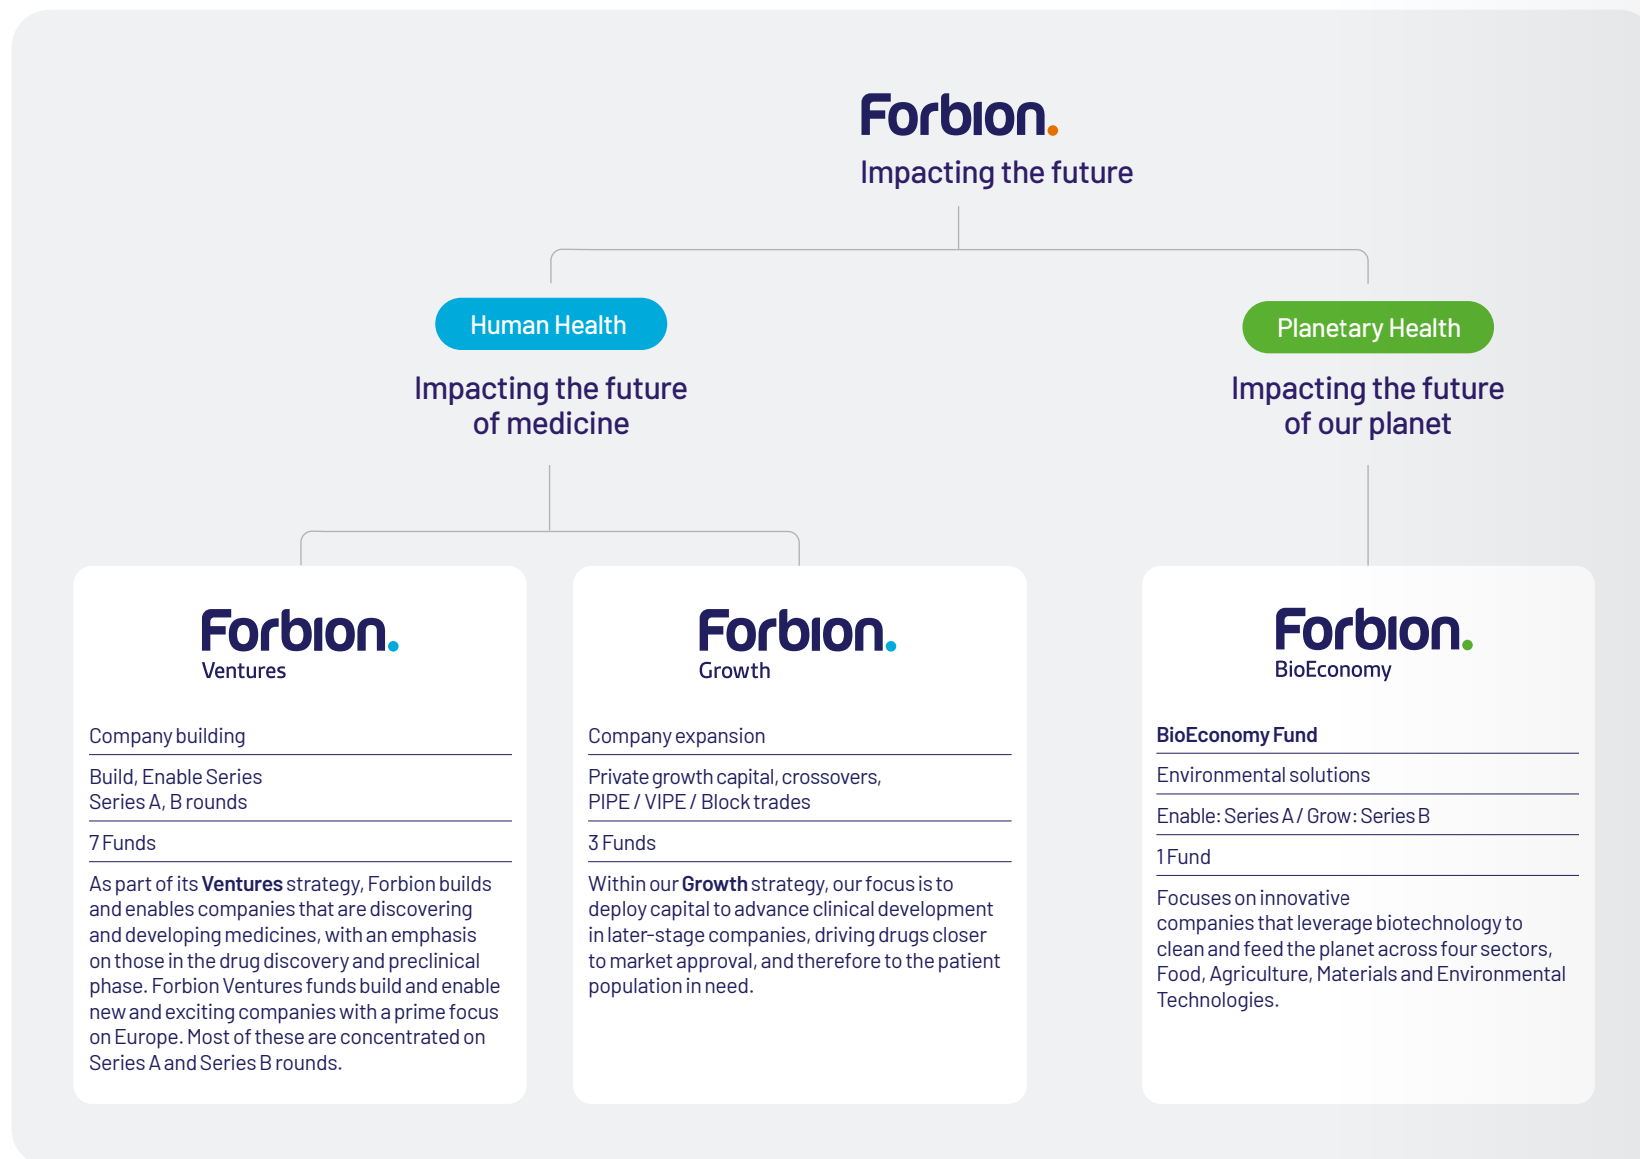 Forbion.
Impacting the future
Human Health
Impacting the future
of medicine
Planetary Health
Impacting the future
of our planet
Forbion.
Ventures
Company building
Build, Enable Series
Series A, B rounds
7 Funds
As part of its Ventures strategy, Forbion builds
and enables companies that are discovering
and developing medicines, with an emphasis
on those in the drug discovery and preclinical
phase. Forbion Ventures funds build and enable
new and exciting companies with a prime focus
on Europe. Most of these are concentrated on
Series A and Series B rounds.
Forbion.
Growth
Company expansion
Private growth capital, crossovers,
PIPE / VIPE / Block trades
3 Funds
Within our Growth strategy, our focus is to
deploy capital to advance clinical development
in later-stage companies, driving drugs closer
to market approval, and therefore to the patient
population in need.
Forbion.
BioEconomy
BioEconomy Fund
Environmental solutions
Enable: Series A / Grow: Series B
1 Fund
Focuses on innovative
companies that leverage biotechnology to
clean and feed the planet across four sectors,
Food, Agriculture, Materials and Environmental
Technologies.